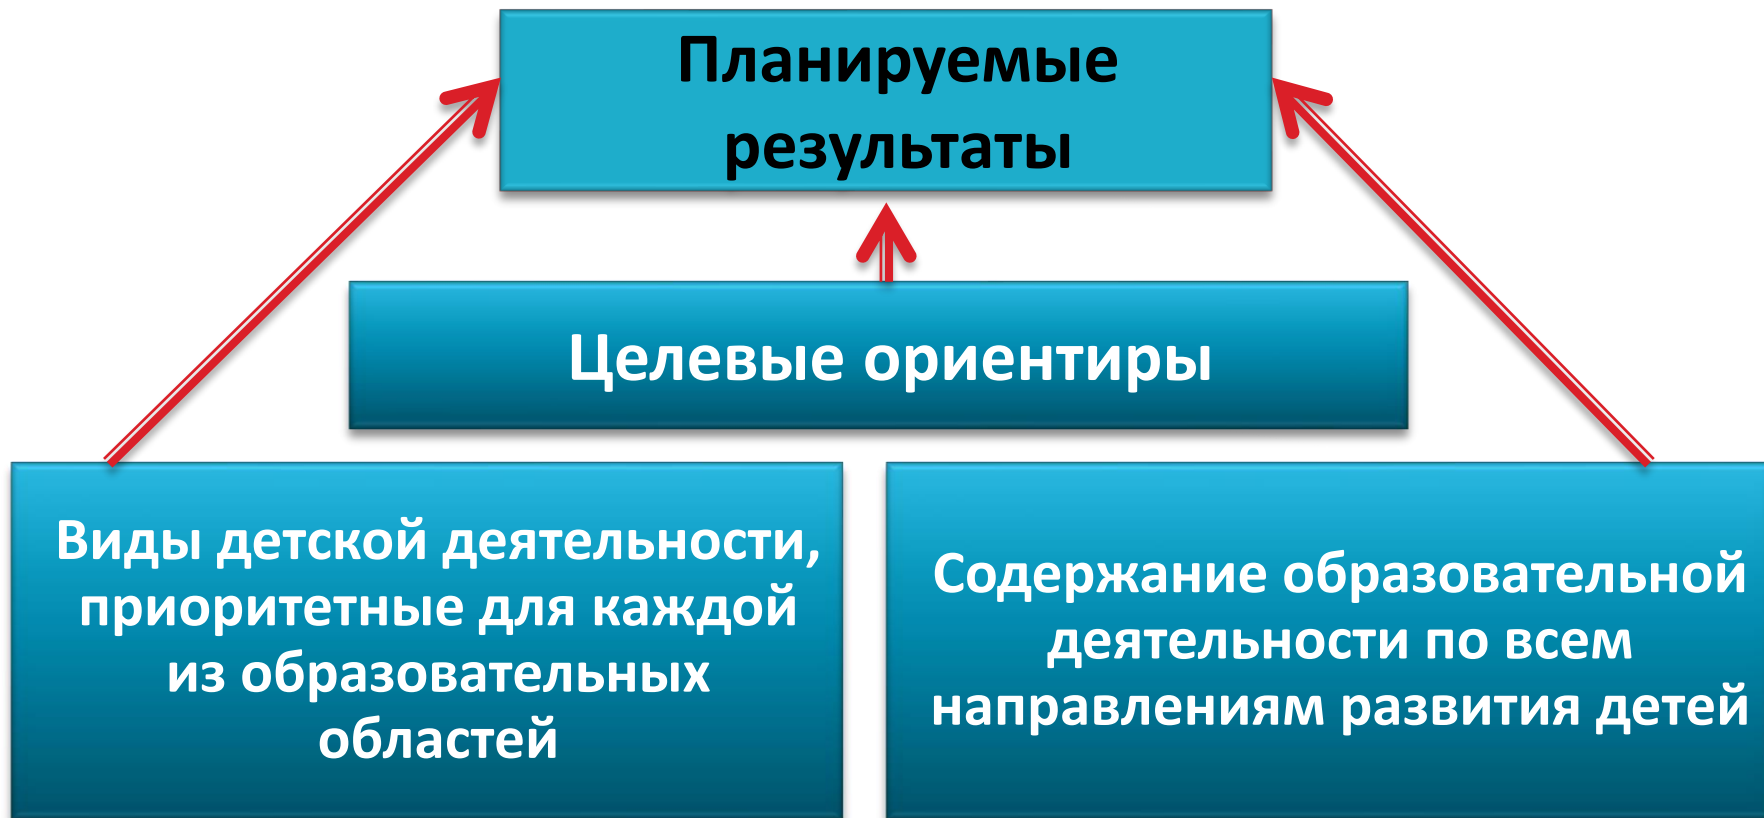 Планируемые
результаты
Целевые ориентиры
Виды детской деятельности,
приоритетные для каждой
из образовательных
областей
Содержание образовательной
деятельности по всем
направлениям развития детей